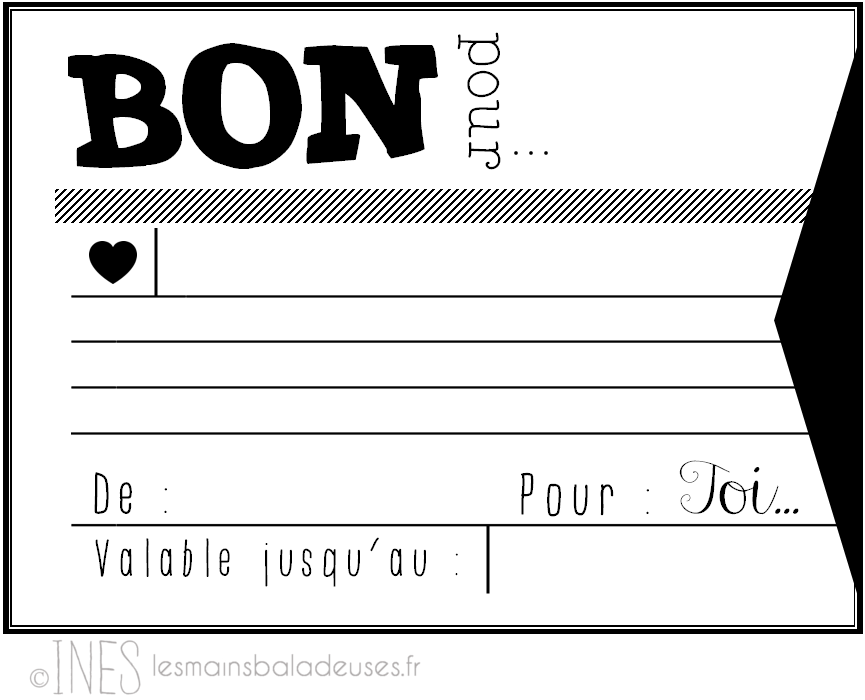 BON pour...
De :
Pour : Toi...
Valable jusqu'au :
© INES lesmainsbaladeuses.fr